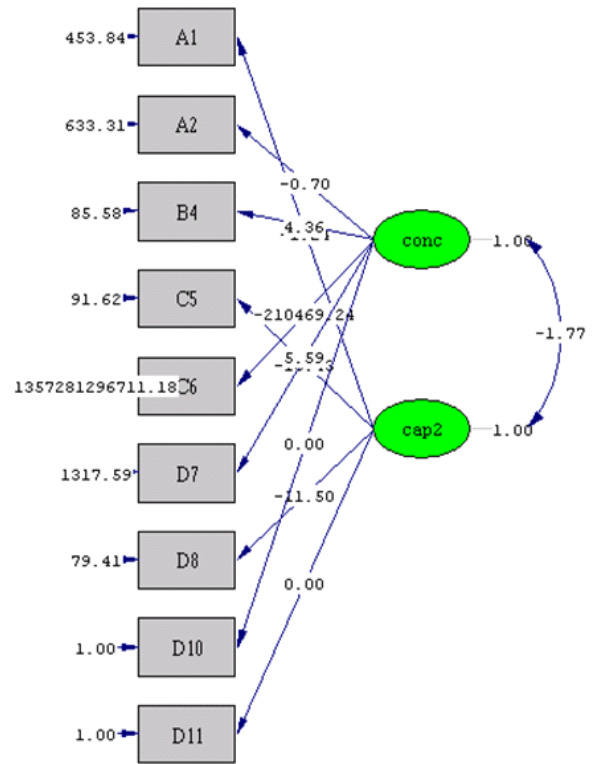 453.84 A1
633.31 A2
-0.70
85.58 B4
4.36
conc 1.00
91.62 C5
-210469.24
-1.77
5.59
1357281296711.18 C6
0.00
cap2 1.00
1317.59 D7
-11.50
79.41 D8
0.00
1.00 D10
1.00 D11